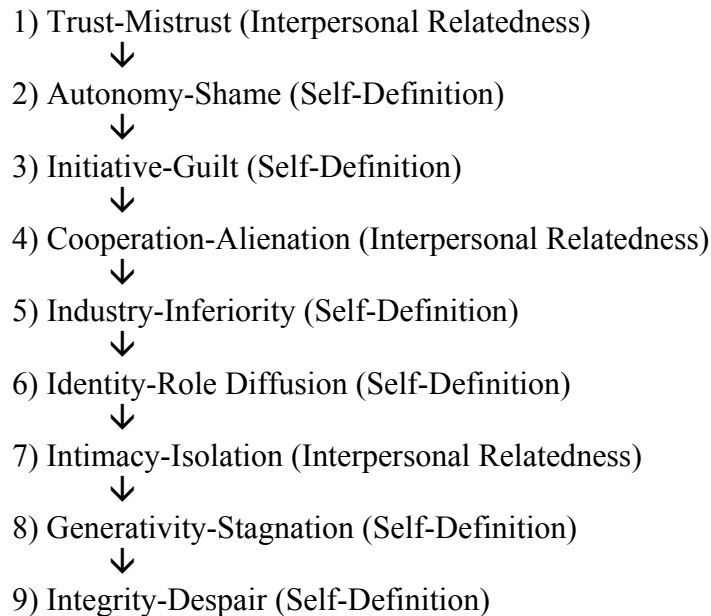 1) Trust-Mistrust (Interpersonal Relatedness)
↓
2) Autonomy-Shame (Self-Definition)
↓
3) Initiative-Guilt (Self-Definition)
↓
4) Cooperation-Alienation (Interpersonal Relatedness)
↓
5) Industry-Inferiority (Self-Definition)
↓
6) Identity-Role Diffusion (Self-Definition)
↓
7) Intimacy-Isolation (Interpersonal Relatedness)
↓
8) Generativity-Stagnation (Self-Definition)
↓
9) Integrity-Despair (Self-Definition)